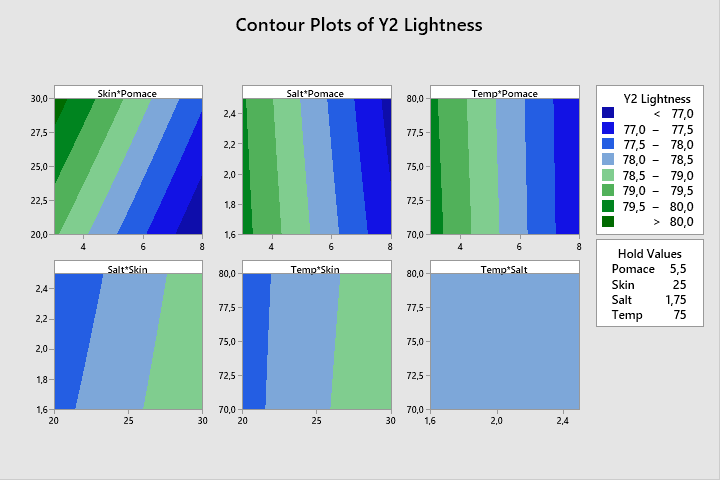 Contour Plots of Y2 Lightness
Skin*Pomace
30,0
27,5
25,0
22,5
20,0
4 6 8
Salt*Pomace
2,4
2,2
2,0
1,8
1,6
4 6 8
Temp*Pomace
80,0
77,5
75,0
72,5
70,0
4 6 8
Y2 Lightness
< 77,0
77,0 – 77,5
77,5 – 78,0
78,0 – 78,5
78,5 – 79,0
79,0 – 79,5
79,5 – 80,0
> 80,0
Hold Values
Pomace 5,5
Skin 25
Salt 1,75
Temp 75
Salt*Skin
2,4
2,2
2,0
1,8
1,6
20 25 30
Temp*Skin
80,0
77,5
75,0
72,5
70,0
20 25 30
Temp*Salt
80,0
77,5
75,0
72,5
70,0
1,6 2,0 2,4